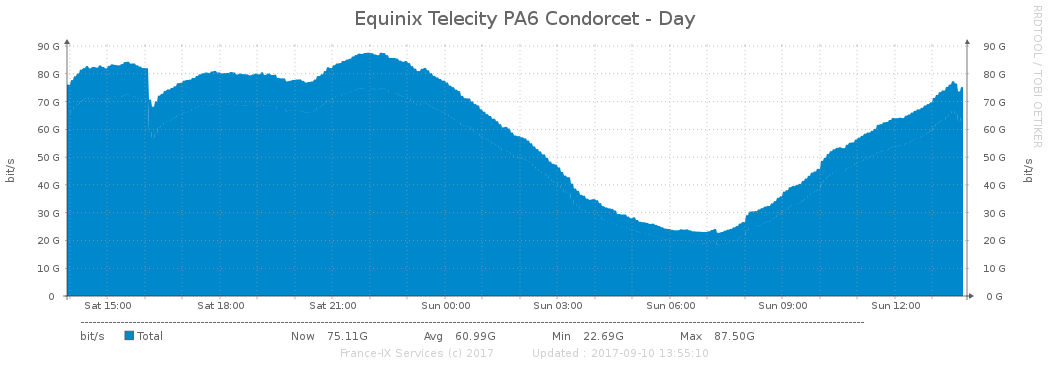 Equinix Telecity PA6 Condorcet - Day
RRDTOOL / TOBI OETIKER
90 G 90 G
80 G 80 G
70 G 70 G
60 G 60 G
50 G 50 G
40 G 40 G
30 G 30 G
20 G 20 G
10 G 10 G
0 0 G
bit/s bit/s
Sat 15:00 Sat 18:00 Sat 21:00 Sun 00:00 Sun 03:00 Sun 06:00 Sun 09:00 Sun 12:00
bit/s Total Now 75.11G Avg 60.99G Min 22.69G Max 87.50G
France-IX Services (c) 2017 Updated : 2017-09-10 13:55:10